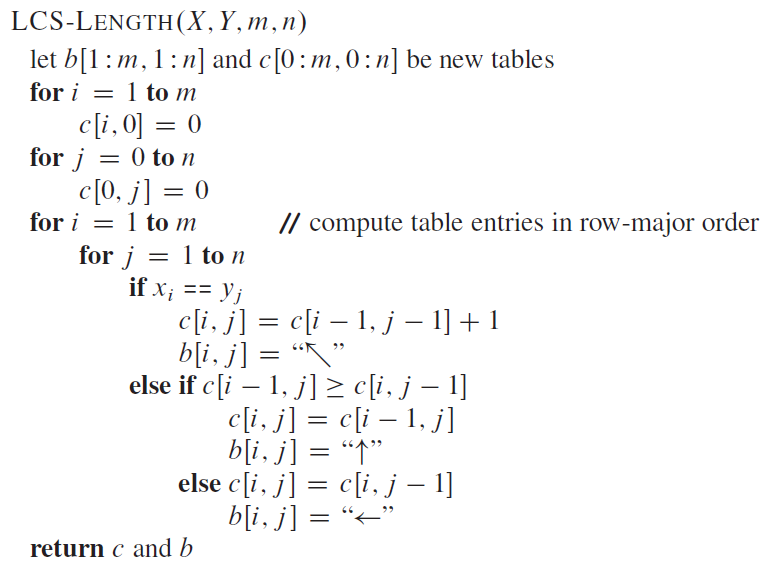 LCS-LENGTH(X, Y, m, n)
let b[1 : m, 1 : n] and c[0 : m, 0 : n] be new tables
for i = 1 to m
c[i, 0] = 0
for j = 0 to n
c[0, j] = 0
for i = 1 to m // compute table entries in row-major order
for j = 1 to n
if xᵢ == yⱼ
c[i, j] = c[i − 1, j − 1] + 1
b[i, j] = “↖”
else if c[i − 1, j] ≥ c[i, j − 1]
c[i, j] = c[i − 1, j]
b[i, j] = “↑”
else c[i, j] = c[i, j − 1]
b[i, j] = “←”
return c and b